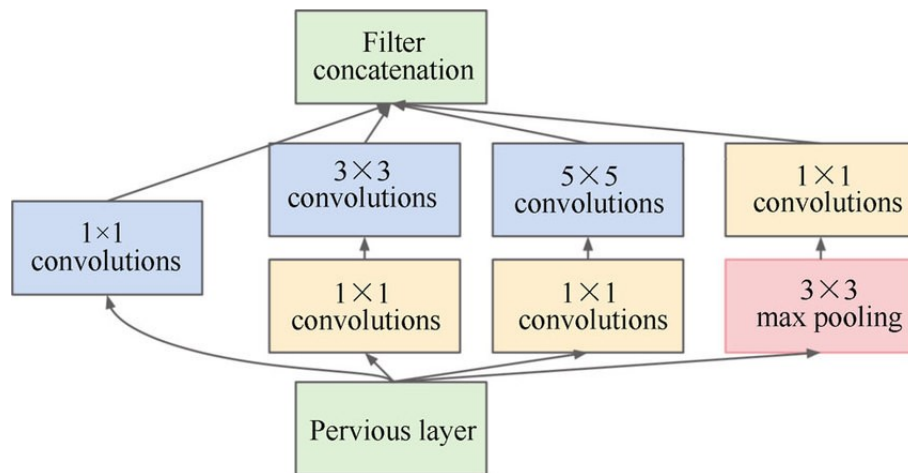 Filter
concatenation
3×3
convolutions
5×5
convolutions
1×1
convolutions
1×1
convolutions
1×1
convolutions
1×1
convolutions
3×3
max pooling
Pervious layer